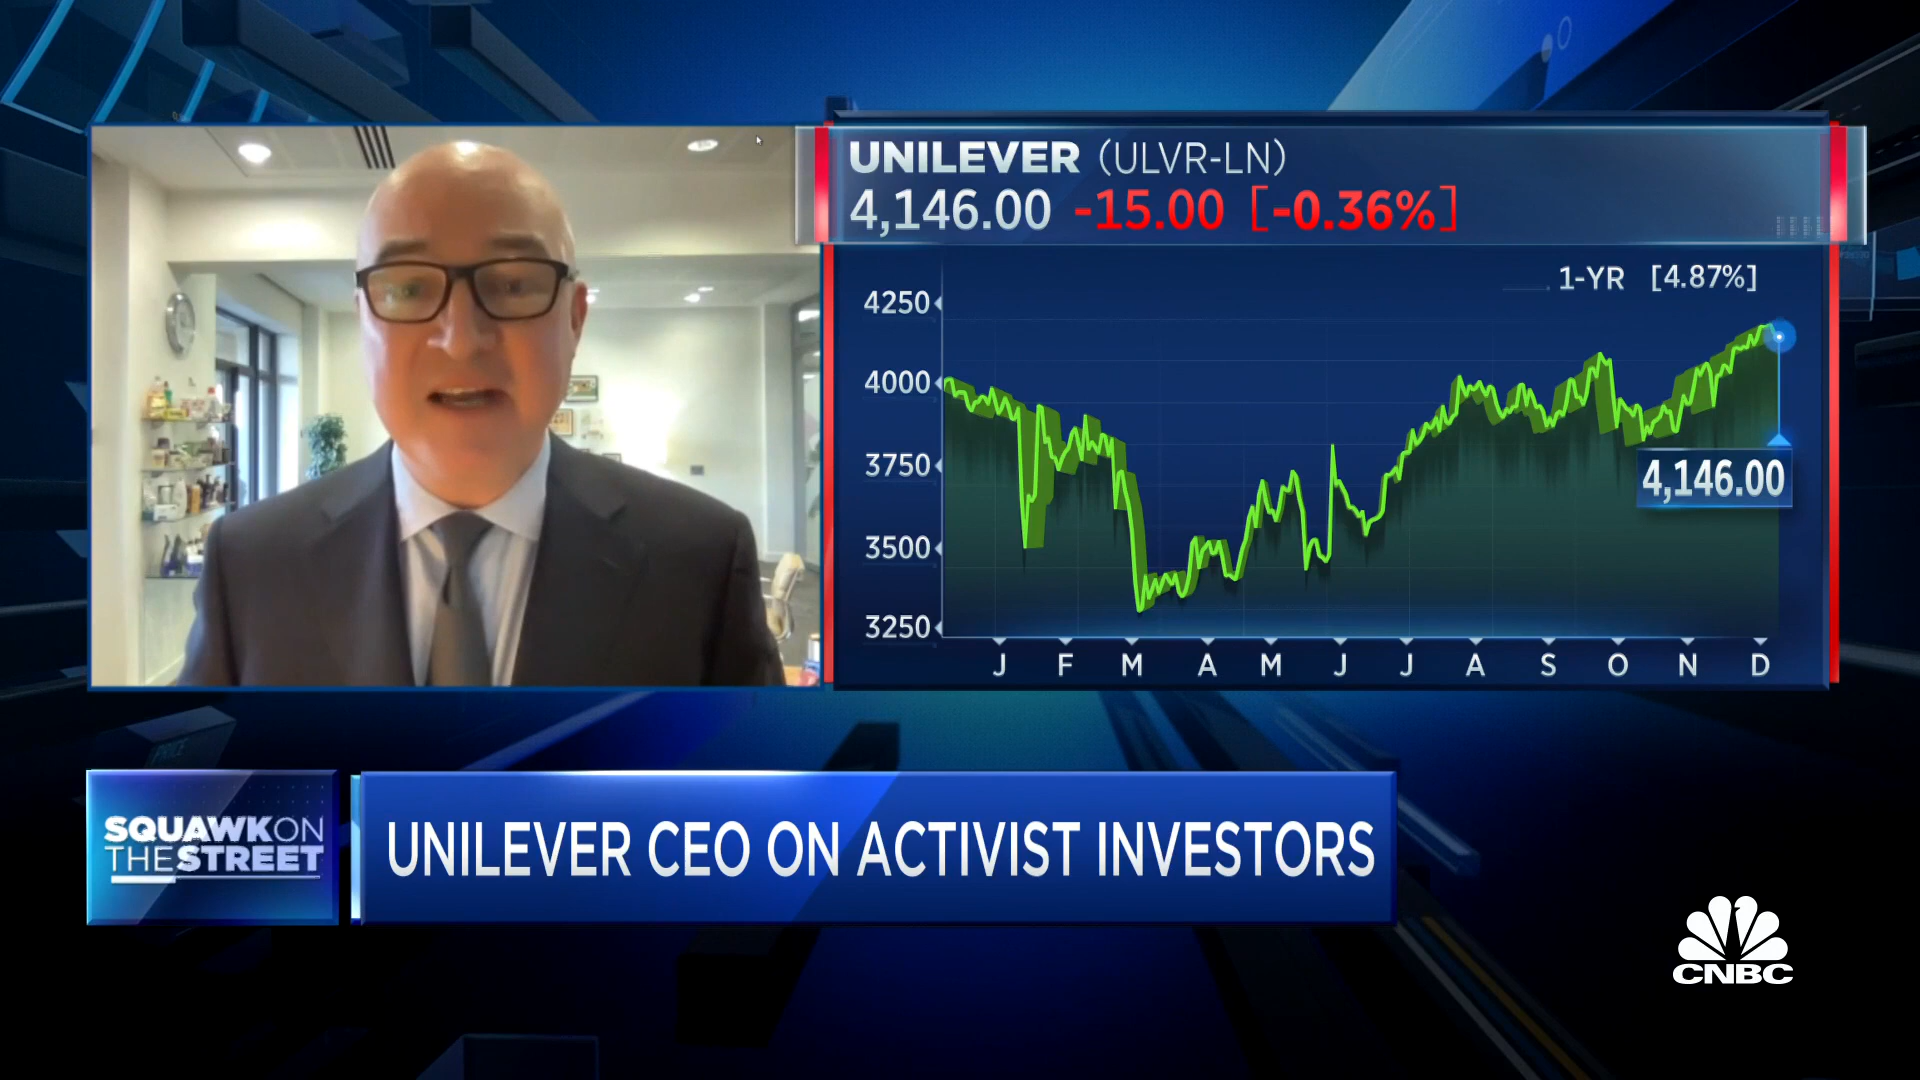 UNILEVER (ULVR-LN)
4,146.00 -15.00 [-0.36%]
1-YR [4.87%]
4250
4000
3750
3500
3250
4,146.00
J F M A M J J A S O N D
SQUAWK ON
THE STREET
UNILEVER CEO ON ACTIVIST INVESTORS
CNBC
PRICE